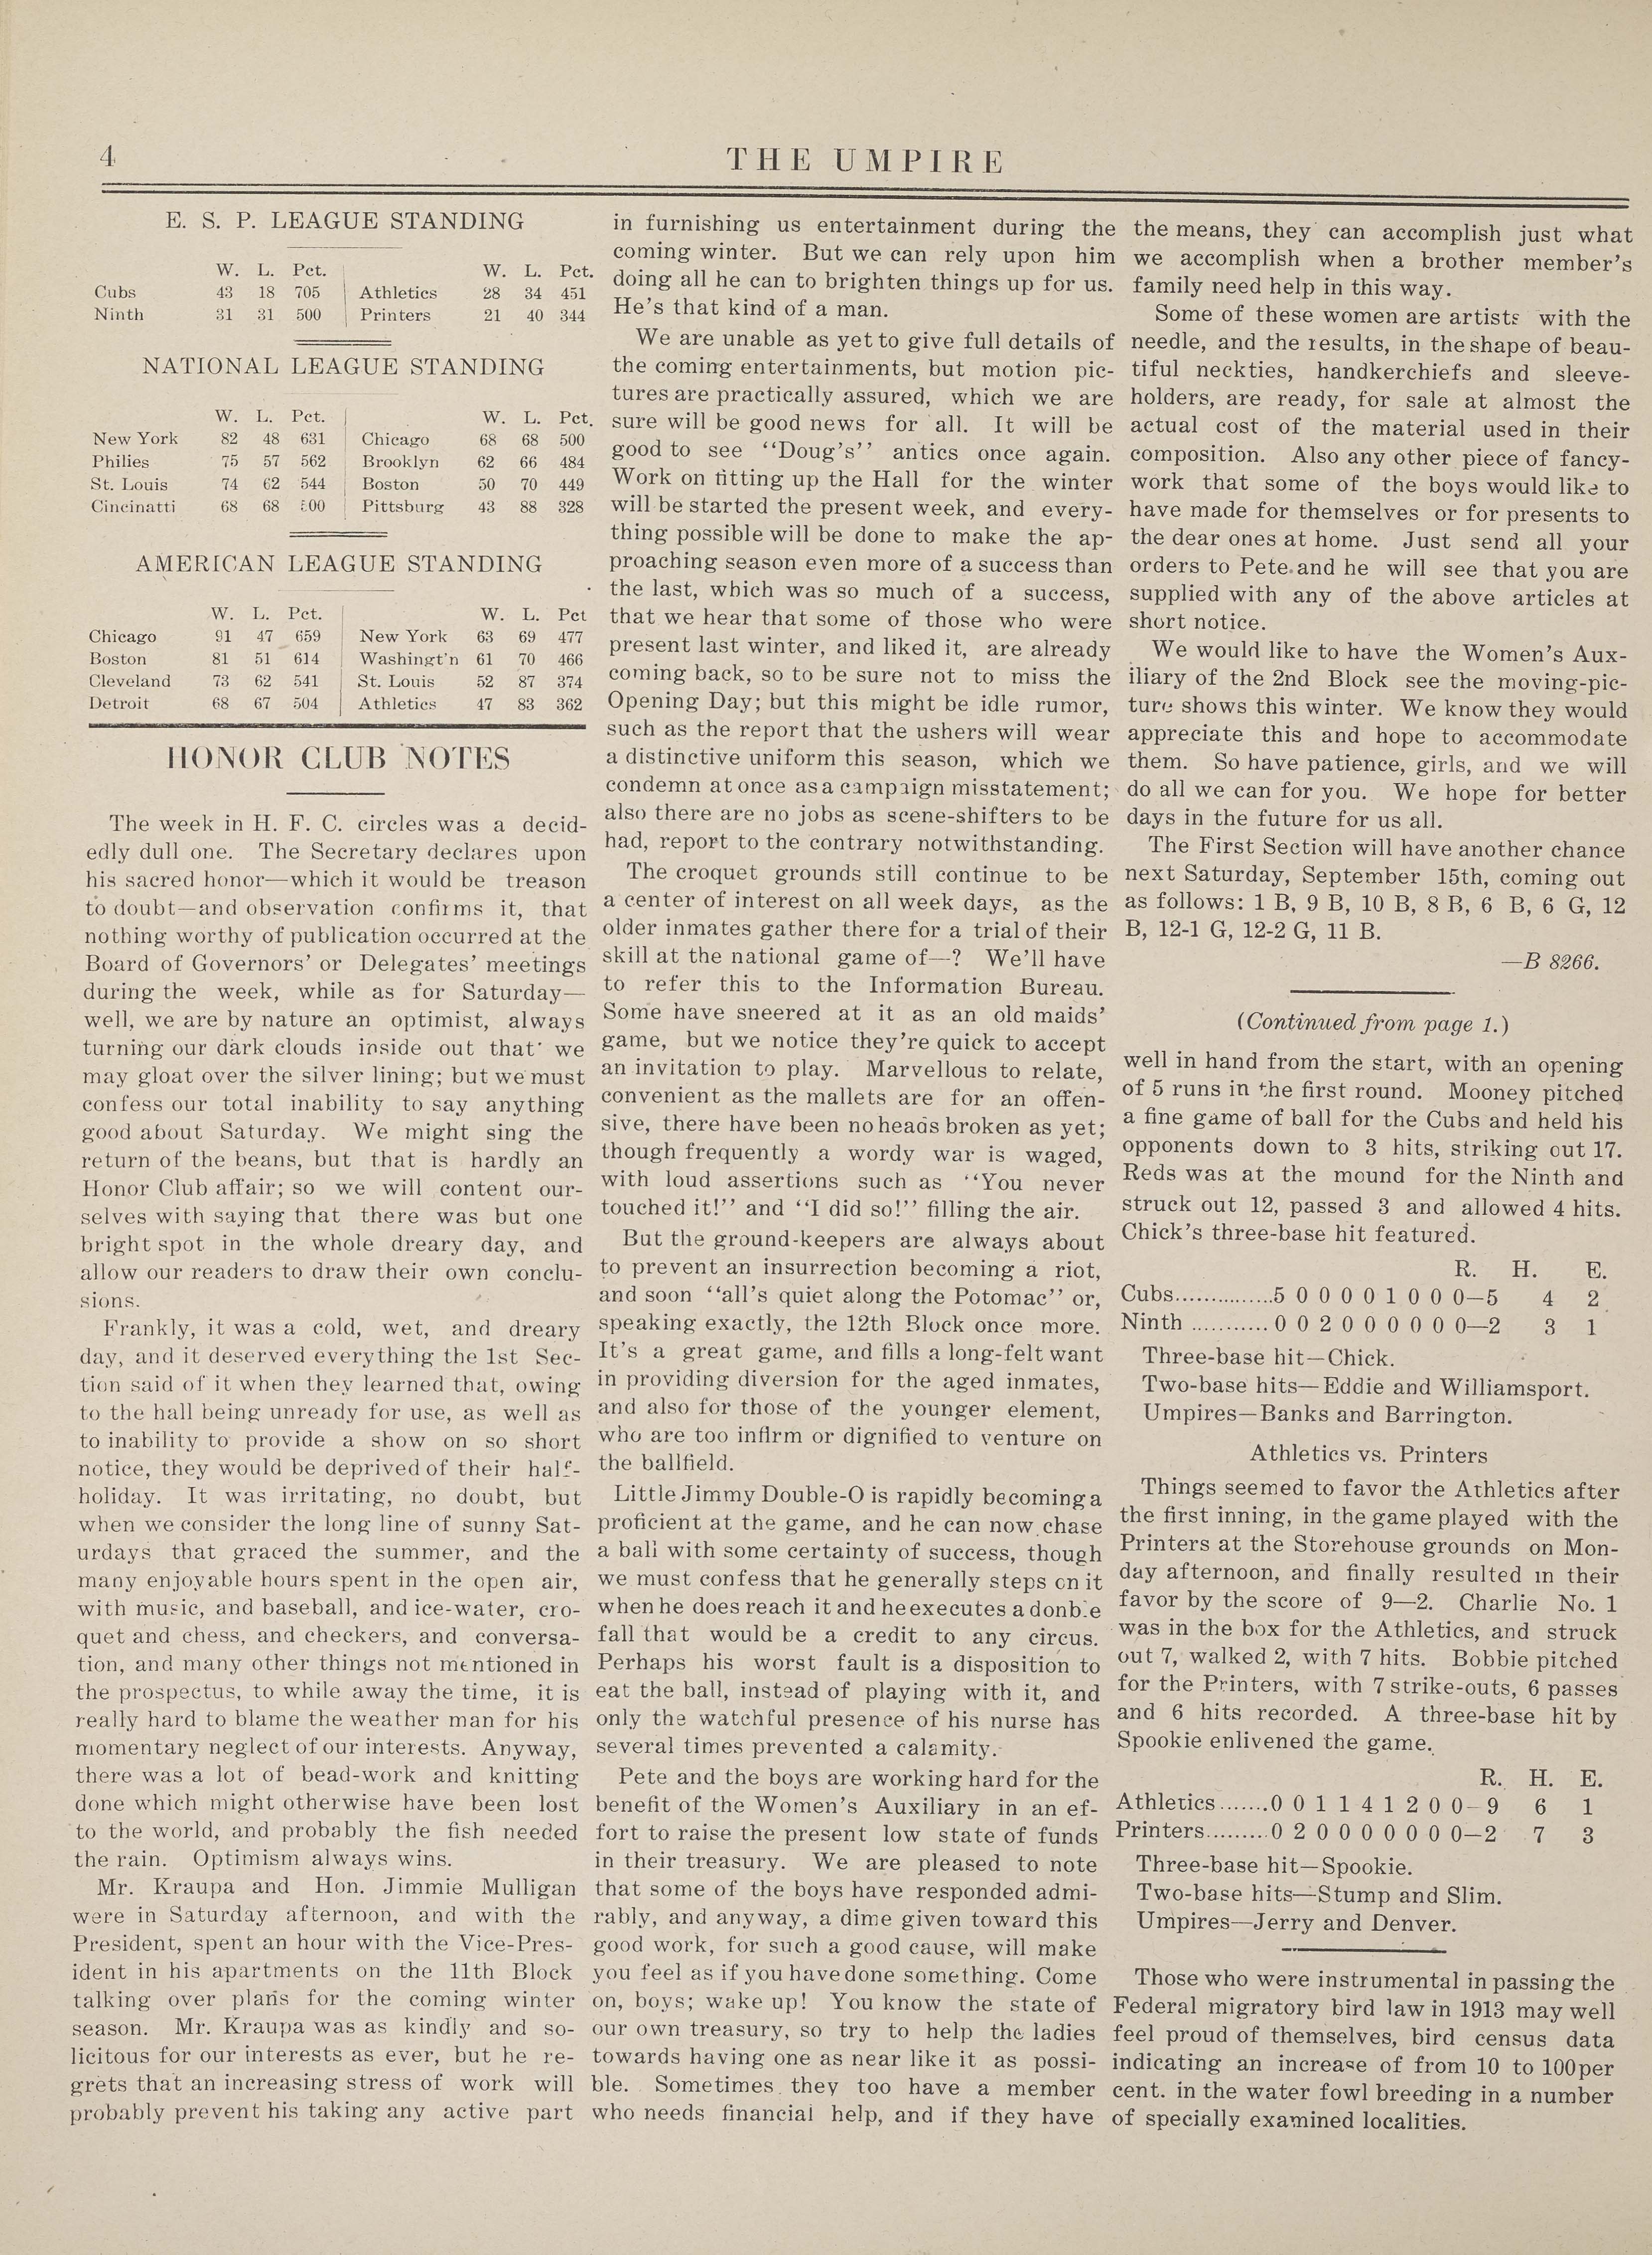 4
THE UMPIRE
E. S. P. LEAGUE STANDING
W. L. Pct. W. L. Pct.
Cubs 43 18 705 Athletics 28 34 451
Ninth 31 31 500 Printers 21 40 344
NATIONAL LEAGUE STANDING
W. L. Pct. W. L. Pct.
New York 82 48 631 Chicago 68 68 500
Philies 75 57 562 Brooklyn 62 66 484
St. Louis 74 62 544 Boston 50 70 449
Cincinatti 68 68 500 Pittsburg 43 88 328
AMERICAN LEAGUE STANDING
W. L. Pct. W. L. Pct
Chicago 91 47 659 New York 63 69 477
Boston 81 51 614 Washingt'n 61 70 466
Cleveland 73 62 541 St. Louis 52 87 374
Detroit 68 67 504 Athletics 47 83 362
HONOR CLUB NOTES
The week in H. F. C. circles was a decid-
edly dull one. The Secretary declares upon
his sacred honor—which it would be treason
to doubt—and observation confirms it, that
nothing worthy of publication occurred at the
Board of Governors' or Delegates' meetings
during the week, while as for Saturday—
well, we are by nature an optimist, always
turning our dark clouds inside out that we
may gloat over the silver lining; but we must
confess our total inability to say anything
good about Saturday. We might sing the
return of the beans, but that is hardly an
Honor Club affair; so we will content our-
selves with saying that there was but one
bright spot in the whole dreary day, and
allow our readers to draw their own conclu-
sions.
Frankly, it was a cold, wet, and dreary
day, and it deserved everything the 1st Sec-
tion said of it when they learned that, owing
to the hall being unready for use, as well as
to inability to provide a show on so short
notice, they would be deprived of their half-
holiday. It was irritating, no doubt, but
when we consider the long line of sunny Sat-
urdays that graced the summer, and the
many enjoyable hours spent in the open air,
with music, and baseball, and ice-water, cro-
quet and chess, and checkers, and conversa-
tion, and many other things not mentioned in
the prospectus, to while away the time, it is
really hard to blame the weather man for his
momentary neglect of our interests. Anyway,
there was a lot of bead-work and knitting
done which might otherwise have been lost
to the world, and probably the fish needed
the rain. Optimism always wins.
Mr. Kraupa and Hon. Jimmie Mulligan
were in Saturday afternoon, and with the
President, spent an hour with the Vice-Pres-
ident in his apartments on the 11th Block
talking over plans for the coming winter
season. Mr. Kraupa was as kindly and so-
licitous for our interests as ever, but he re-
grets that an increasing stress of work will
probably prevent his taking any active part
in furnishing us entertainment during the
coming winter. But we can rely upon him
doing all he can to brighten things up for us.
He's that kind of a man.
We are unable as yet to give full details of
the coming entertainments, but motion pic-
tures are practically assured, which we are
sure will be good news for all. It will be
good to see "Doug's" antics once again.
Work on fitting up the Hall for the winter
will be started the present week, and every-
thing possible will be done to make the ap-
proaching season even more of a success than
the last, which was so much of a success,
that we hear that some of those who were
present last winter, and liked it, are already
coming back, so to be sure not to miss the
Opening Day; but this might be idle rumor,
such as the report that the ushers will wear
a distinctive uniform this season, which we
condemn at once as a campaign misstatement;
also there are no jobs as scene-shifters to be
had, report to the contrary notwithstanding.
The croquet grounds still continue to be
a center of interest on all week days, as the
older inmates gather there for a trial of their
skill at the national game of—? We'll have
to refer this to the Information Bureau.
Some have sneered at it as an old maids'
game, but we notice they're quick to accept
an invitation to play. Marvellous to relate,
convenient as the mallets are for an offen-
sive, there have been no heads broken as yet;
though frequently a wordy war is waged,
with loud assertions such as "You never
touched it!" and "I did so!" filling the air.
But the ground-keepers are always about
to prevent an insurrection becoming a riot,
and soon "all's quiet along the Potomac" or,
speaking exactly, the 12th Block once more.
It's a great game, and fills a long-felt want
in providing diversion for the aged inmates,
and also for those of the younger element,
who are too infirm or dignified to venture on
the ballfield.
Little Jimmy Double-O is rapidly becoming a
proficient at the game, and he can now chase
a ball with some certainty of success, though
we must confess that he generally steps on it
when he does reach it and he executes a donble
fall that would be a credit to any circus.
Perhaps his worst fault is a disposition to
eat the ball, instead of playing with it, and
only the watchful presence of his nurse has
several times prevented a calamity.
Pete and the boys are working hard for the
benefit of the Women's Auxiliary in an ef-
fort to raise the present low state of funds
in their treasury. We are pleased to note
that some of the boys have responded admi-
rably, and anyway, a dime given toward this
good work, for such a good cause, will make
you feel as if you have done something. Come
on, boys; wake up! You know the state of
our own treasury, so try to help the ladies
towards having one as near like it as possi-
ble. Sometimes they too have a member
who needs financial help, and if they have
the means, they can accomplish just what
we accomplish when a brother member's
family need help in this way.
Some of these women are artists with the
needle, and the results, in the shape of beau-
tiful neckties, handkerchiefs and sleeve-
holders, are ready, for sale at almost the
actual cost of the material used in their
composition. Also any other piece of fancy-
work that some of the boys would like to
have made for themselves or for presents to
the dear ones at home. Just send all your
orders to Pete and he will see that you are
supplied with any of the above articles at
short notice.
We would like to have the Women's Aux-
iliary of the 2nd Block see the moving-pic-
ture shows this winter. We know they would
appreciate this and hope to accommodate
them. So have patience, girls, and we will
do all we can for you. We hope for better
days in the future for us all.
The First Section will have another chance
next Saturday, September 15th, coming out
as follows: 1 B, 9 B, 10 B, 8 B, 6 B, 6 G, 12
B, 12-1 G, 12-2 G, 11 B.
—B 8266.
(Continued from page 1.)
well in hand from the start, with an opening
of 5 runs in the first round. Mooney pitched
a fine game of ball for the Cubs and held his
opponents down to 3 hits, striking out 17.
Reds was at the mound for the Ninth and
struck out 12, passed 3 and allowed 4 hits.
Chick's three-base hit featured.
R. H. E.
Cubs...............5 0 0 0 0 1 0 0 0—5 4 2
Ninth ...........0 0 2 0 0 0 0 0 0—2 3 1
Three-base hit—Chick.
Two-base hits—Eddie and Williamsport.
Umpires—Banks and Barrington.
Athletics vs. Printers
Things seemed to favor the Athletics after
the first inning, in the game played with the
Printers at the Storehouse grounds on Mon-
day afternoon, and finally resulted in their
favor by the score of 9—2. Charlie No. 1
was in the box for the Athletics, and struck
out 7, walked 2, with 7 hits. Bobbie pitched
for the Printers, with 7 strike-outs, 6 passes
and 6 hits recorded. A three-base hit by
Spookie enlivened the game.
R. H. E.
Athletics.......0 0 1 1 4 1 2 0 0—9 6 1
Printers.........0 2 0 0 0 0 0 0 0—2 7 3
Three-base hit—Spookie.
Two-base hits—Stump and Slim.
Umpires—Jerry and Denver.
Those who were instrumental in passing the
Federal migratory bird law in 1913 may well
feel proud of themselves, bird census data
indicating an increase of from 10 to 100 per
cent. in the water fowl breeding in a number
of specially examined localities.